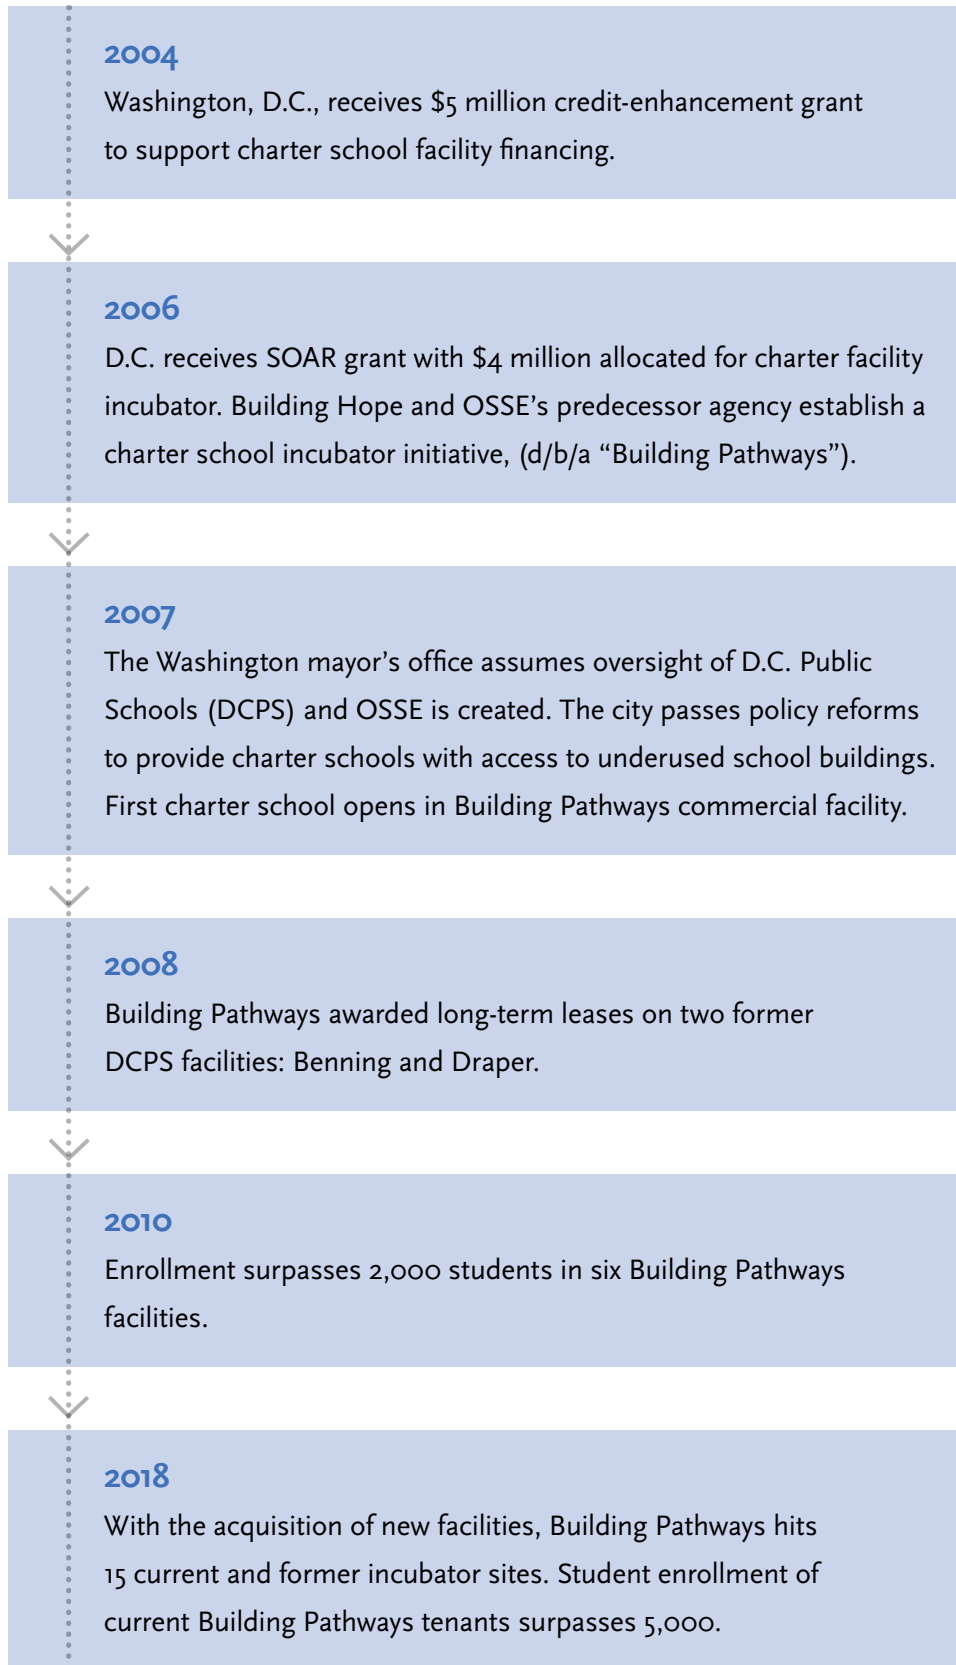 2004
Washington, D.C., receives $5 million credit-enhancement grant
to support charter school facility financing.
2006
D.C. receives SOAR grant with $4 million allocated for charter facility
incubator. Building Hope and OSSE’s predecessor agency establish a
charter school incubator initiative, (d/b/a “Building Pathways”).
2007
The Washington mayor’s office assumes oversight of D.C. Public
Schools (DCPS) and OSSE is created. The city passes policy reforms
to provide charter schools with access to underused school buildings.
First charter school opens in Building Pathways commercial facility.
2008
Building Pathways awarded long-term leases on two former
DCPS facilities: Benning and Draper.
2010
Enrollment surpasses 2,000 students in six Building Pathways
facilities.
2018
With the acquisition of new facilities, Building Pathways hits
15 current and former incubator sites. Student enrollment of
current Building Pathways tenants surpasses 5,000.